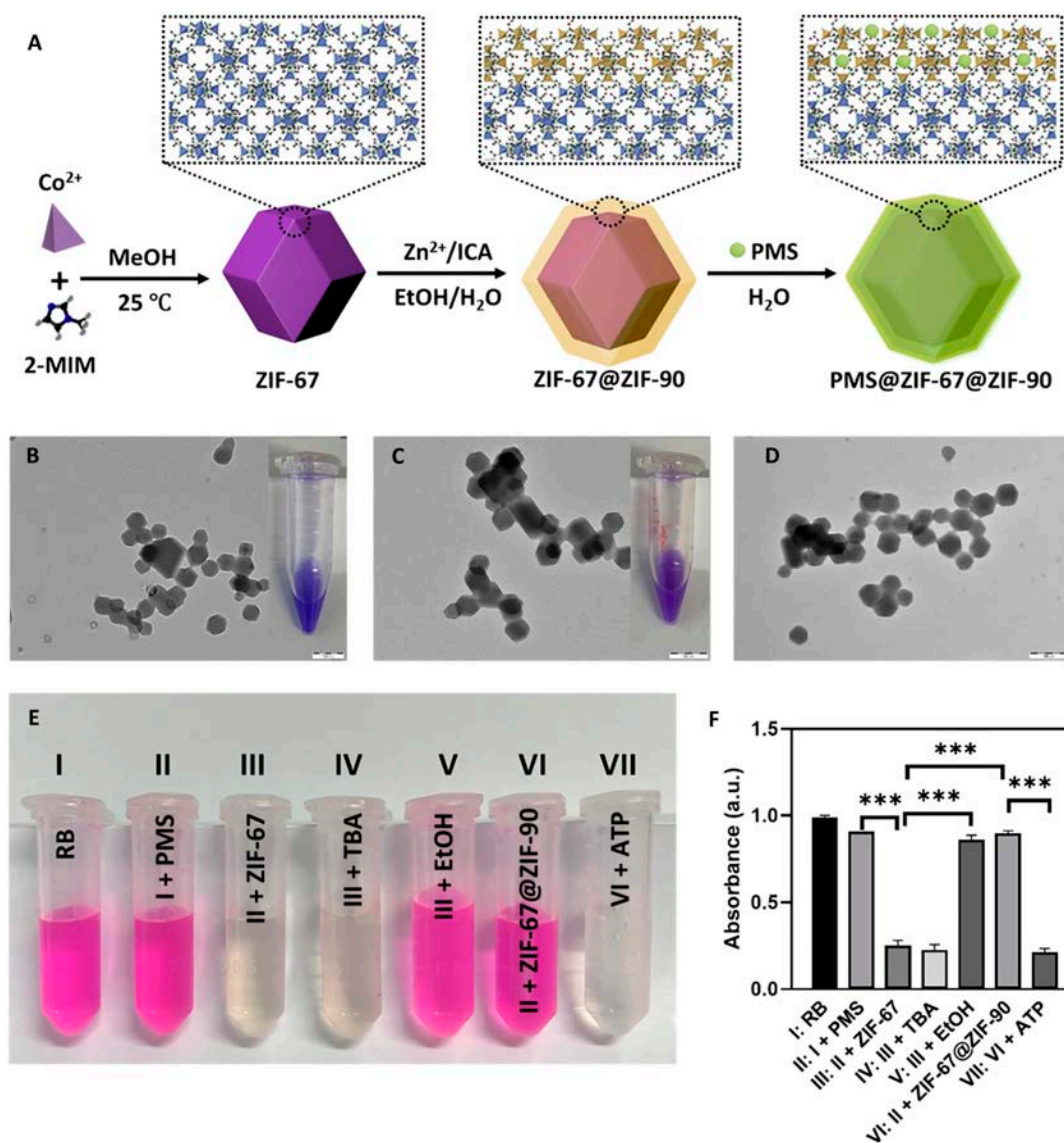 A
Co2+
+
2-MIM
MeOH
25 °C
ZIF-67
Zn2+/ICA
EtOH/H2O
ZIF-67@ZIF-90
PMS
H2O
PMS@ZIF-67@ZIF-90
B
C
D
E
I II III IV V VI VII
RB
I + PMS
II + ZIF-67
III + TBA
III + EtOH
II + ZIF-67@ZIF-90
VI + ATP
F
Absorbance (a.u.)
1.5
1.0
0.5
0.0
***
***
***
***
I: RB
II: I + PMS
III: II + ZIF-67
IV: III + TBA
V: III + EtOH
VI: II + ZIF-67@ZIF-90
VII: VI + ATP